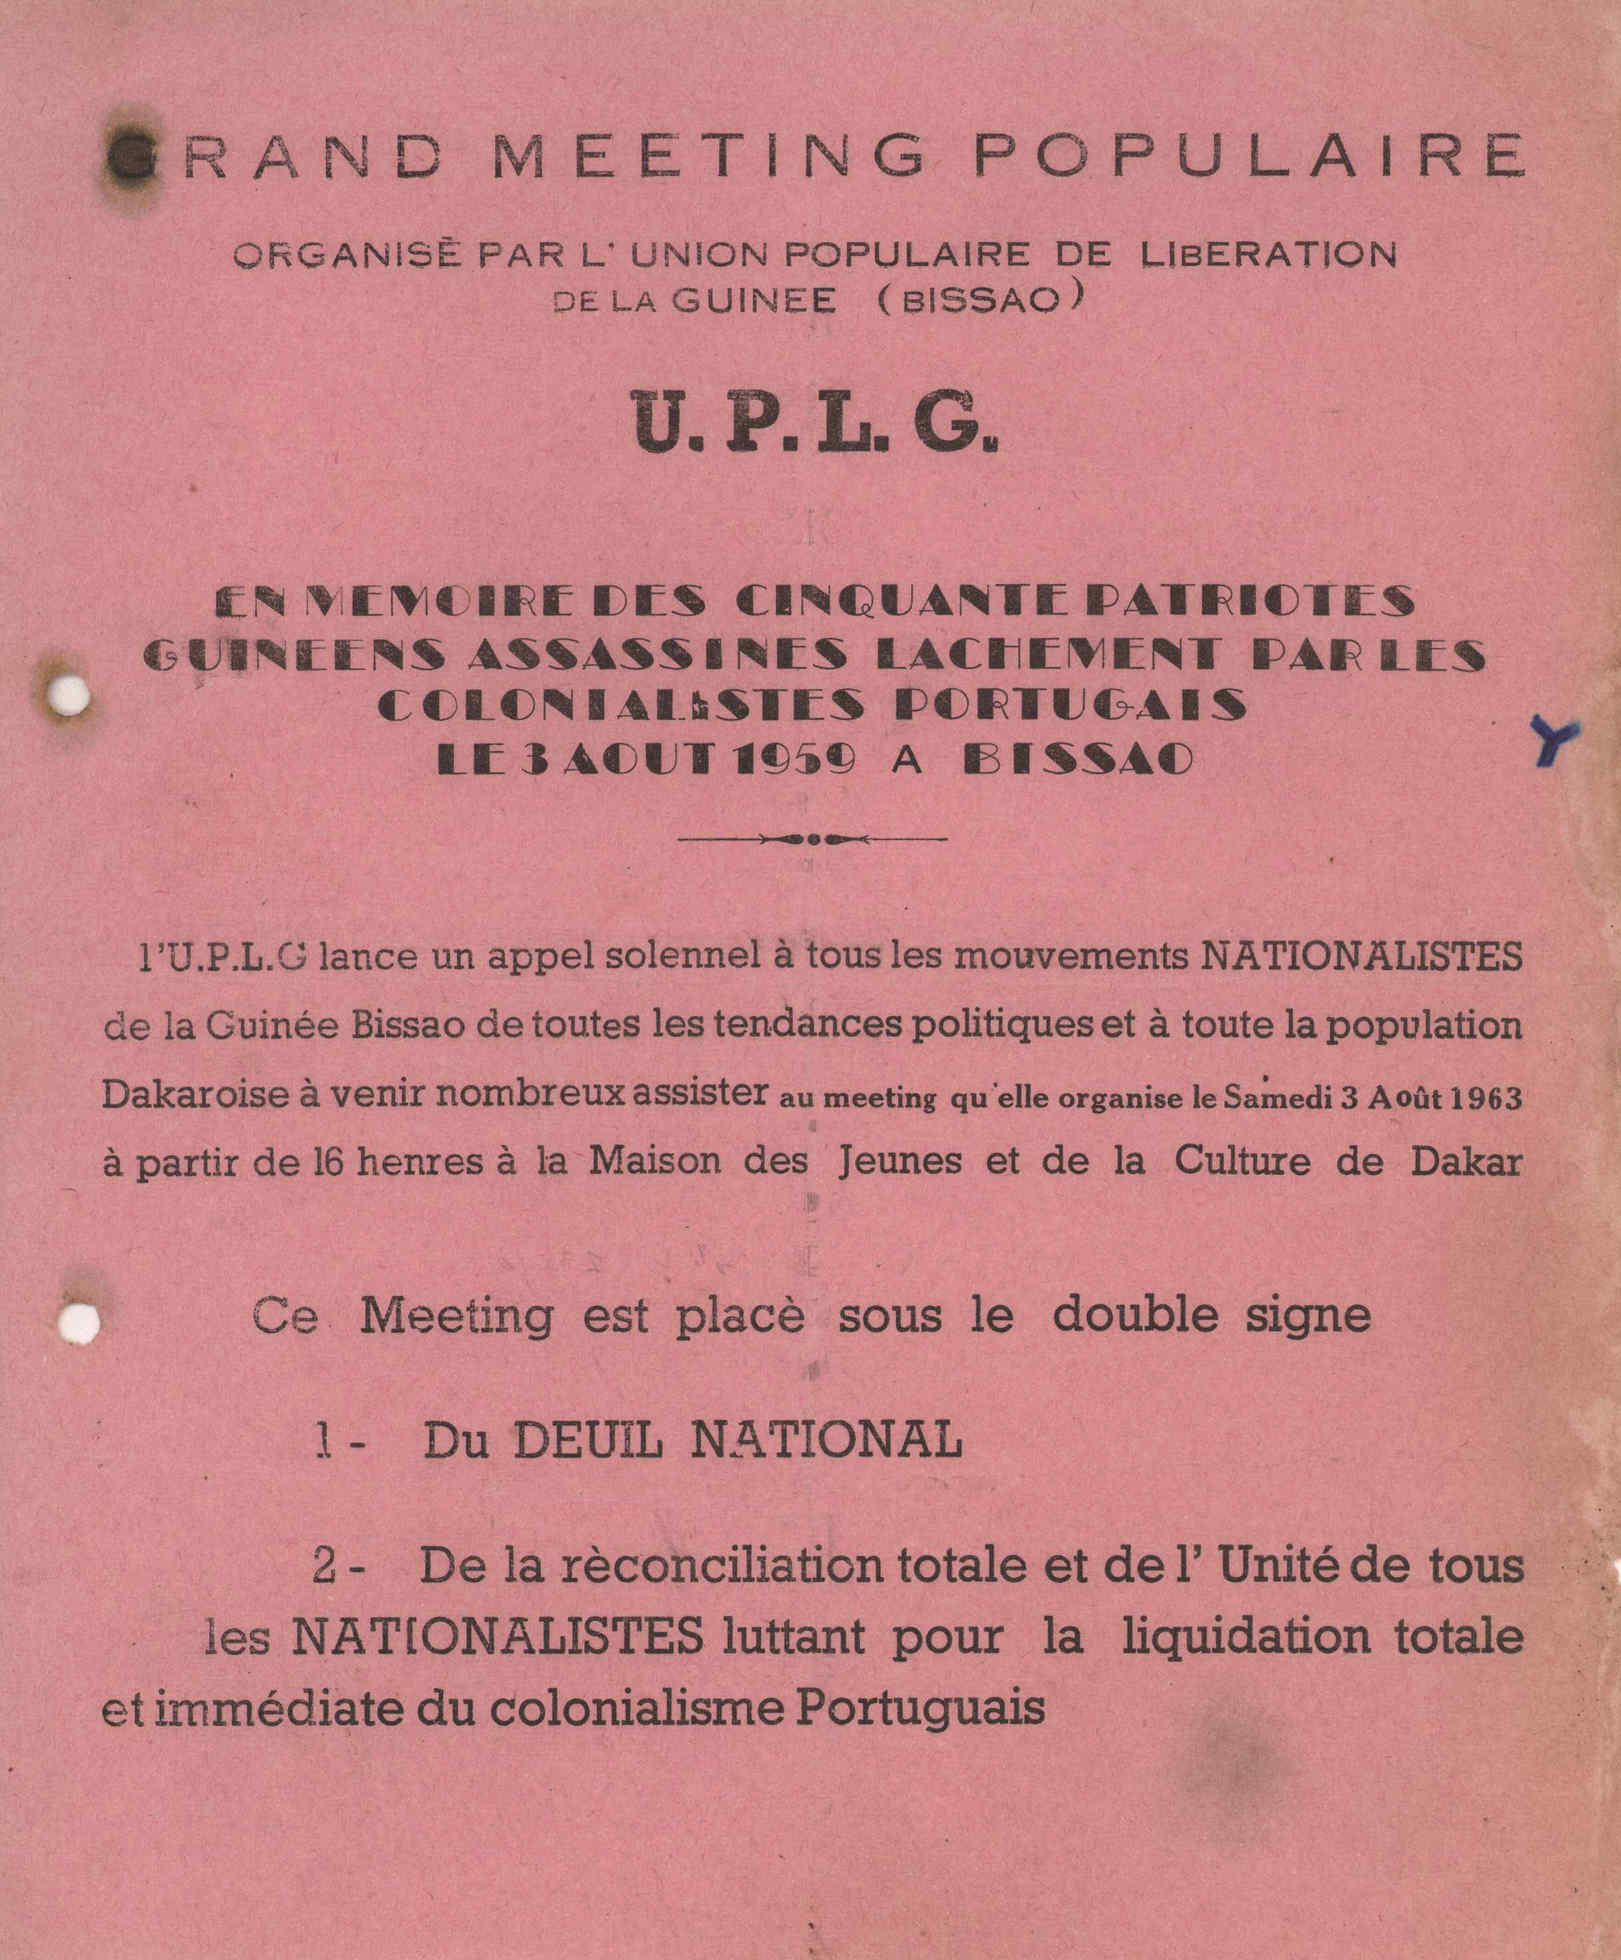 GRAND MEETING POPULAIRE
ORGANISÈ PAR L' UNION POPULAIRE DE LIBERATION
DE LA GUINEE (BISSAO)
U.P.L.G.
EN MEMOIRE DES CINQUANTE PATRIOTES
GUINEENS ASSASSINES LACHEMENT PAR LES
COLONIALISTES PORTUGAIS
LE 3 AOUT 1959 A BISSAO
l'U.P.L.G lance un appel solennel à tous les mouvements NATIONALISTES
de la Guinée Bissao de toutes les tendances politiques et à toute la population
Dakaroise à venir nombreux assister au meeting qu'elle organise le Samedi 3 Août 1963
à partir de 16 henres à la Maison des Jeunes et de la Culture de Dakar
Ce Meeting est placè sous le double signe
1 - Du DEUIL NATIONAL
2 - De la rèconciliation totale et de l' Unité de tous
les NATIONALISTES luttant pour la liquidation totale
et immédiate du colonialisme Portuguais